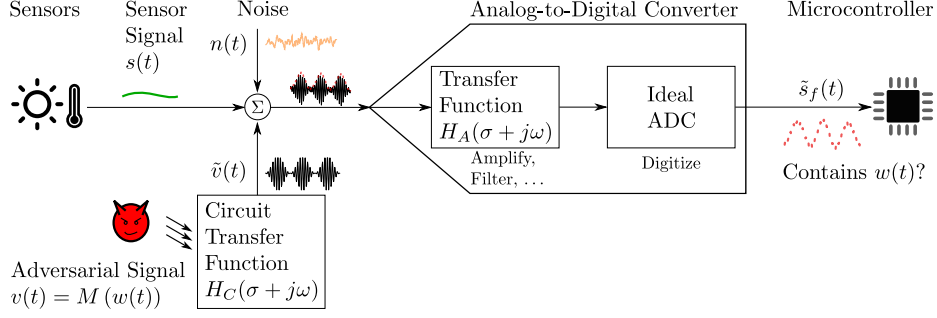 Sensors
Sensor
Signal
s(t)
Noise
n(t)
Σ
ṽ(t)
Adversarial Signal
v(t) = M (w(t))
Circuit
Transfer
Function
H_C(σ + jω)
Analog-to-Digital Converter
Transfer
Function
H_A(σ + jω)
Amplify,
Filter, …
Ideal
ADC
Digitize
Microcontroller
s̃_f(t)
Contains w(t)?